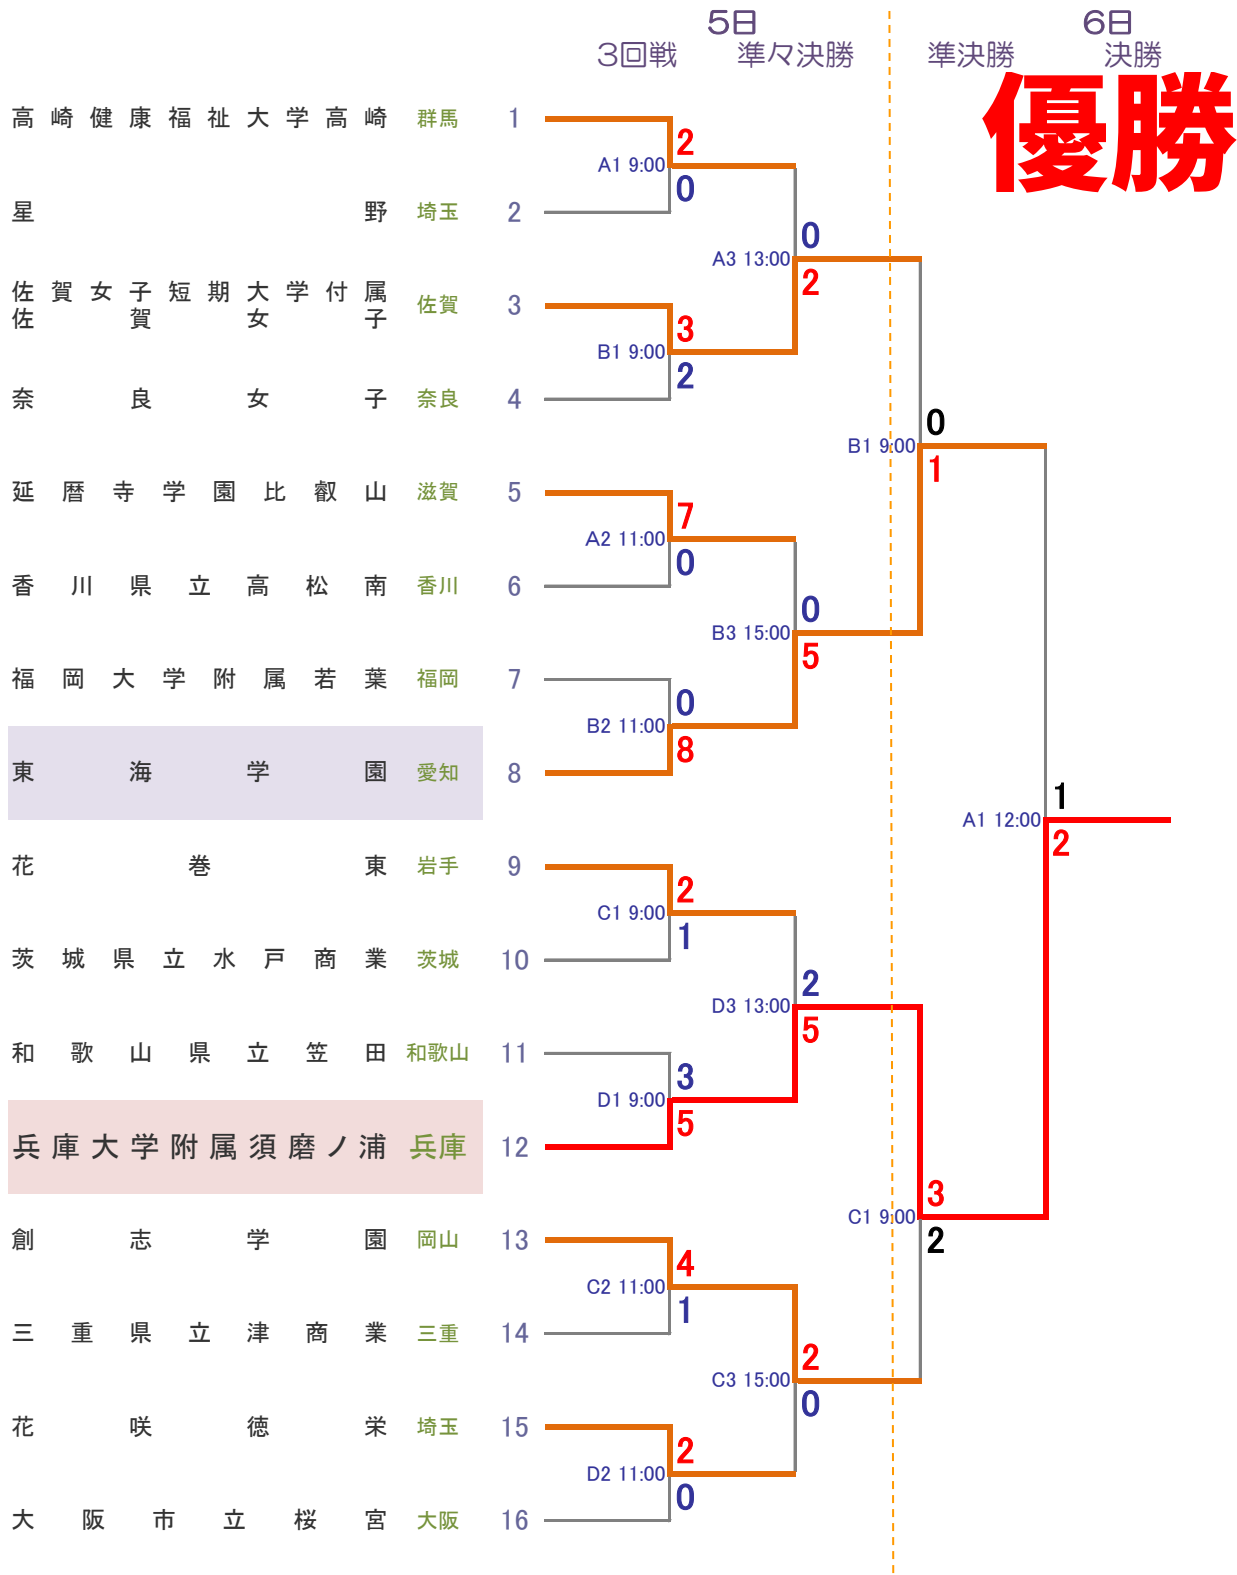 5日
6日
3回戦
準々決勝
準決勝
決勝
優勝
高崎健康福祉大学高崎 群馬 1
2
A1 9:00
0
星野 埼玉 2
0
A3 13:00
2
佐賀女子短期大学付属
佐賀女子
佐賀 3
3
B1 9:00
2
奈良女子 奈良 4
0
B1 9:00
1
延暦寺学園比叡山 滋賀 5
7
A2 11:00
0
香川県立高松南 香川 6
0
B3 15:00
5
福岡大学附属若葉 福岡 7
0
B2 11:00
8
東海学園 愛知 8
1
A1 12:00
2
花巻東 岩手 9
2
C1 9:00
1
茨城県立水戸商業 茨城 10
2
D3 13:00
5
和歌山県立笠田 和歌山 11
3
D1 9:00
5
兵庫大学附属須磨ノ浦 兵庫 12
3
C1 9:00
2
創志学園 岡山 13
4
C2 11:00
1
三重県立津商業 三重 14
2
C3 15:00
0
花咲徳栄 埼玉 15
2
D2 11:00
0
大阪市立桜宮 大阪 16